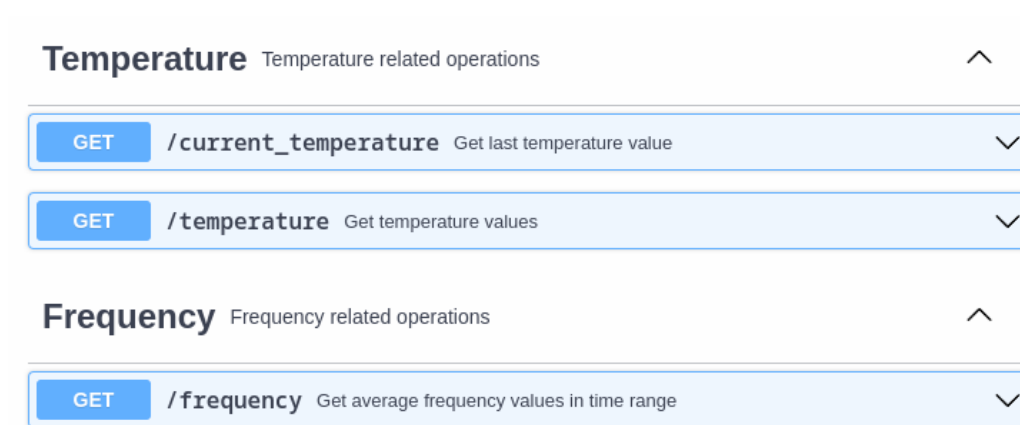 Temperature Temperature related operations
GET /current_temperature Get last temperature value
GET /temperature Get temperature values
Frequency Frequency related operations
GET /frequency Get average frequency values in time range